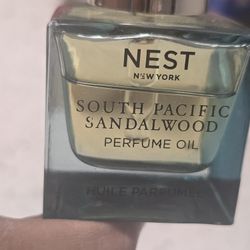 NEST
NEW YORK
SOUTH PACIFIC
SANDALWOOD
PERFUME OIL
HUILE PARFUMÉE